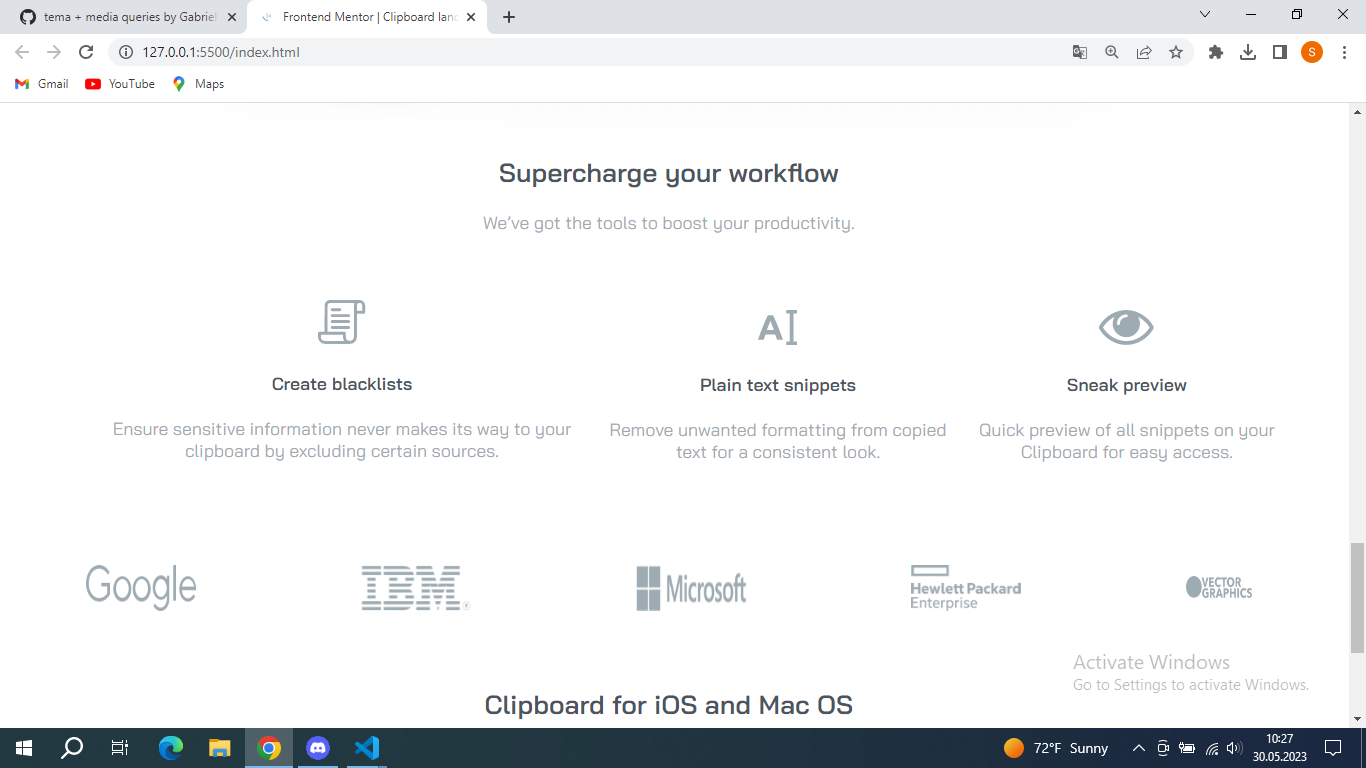 tema + media queries by Gabriel
Frontend Mentor | Clipboard lanc
127.0.0.1:5500/index.html
S
Gmail
YouTube
Maps
Supercharge your workflow
We’ve got the tools to boost your productivity.
A
Create blacklists
Plain text snippets
Sneak preview
Ensure sensitive information never makes its way to your
clipboard by excluding certain sources.
Remove unwanted formatting from copied
text for a consistent look.
Quick preview of all snippets on your
Clipboard for easy access.
Google
IBM®
Microsoft
Hewlett Packard
Enterprise
VECTOR
GRAPHICS
Activate Windows
Go to Settings to activate Windows.
Clipboard for iOS and Mac OS
72°F Sunny
10:27
30.05.2023